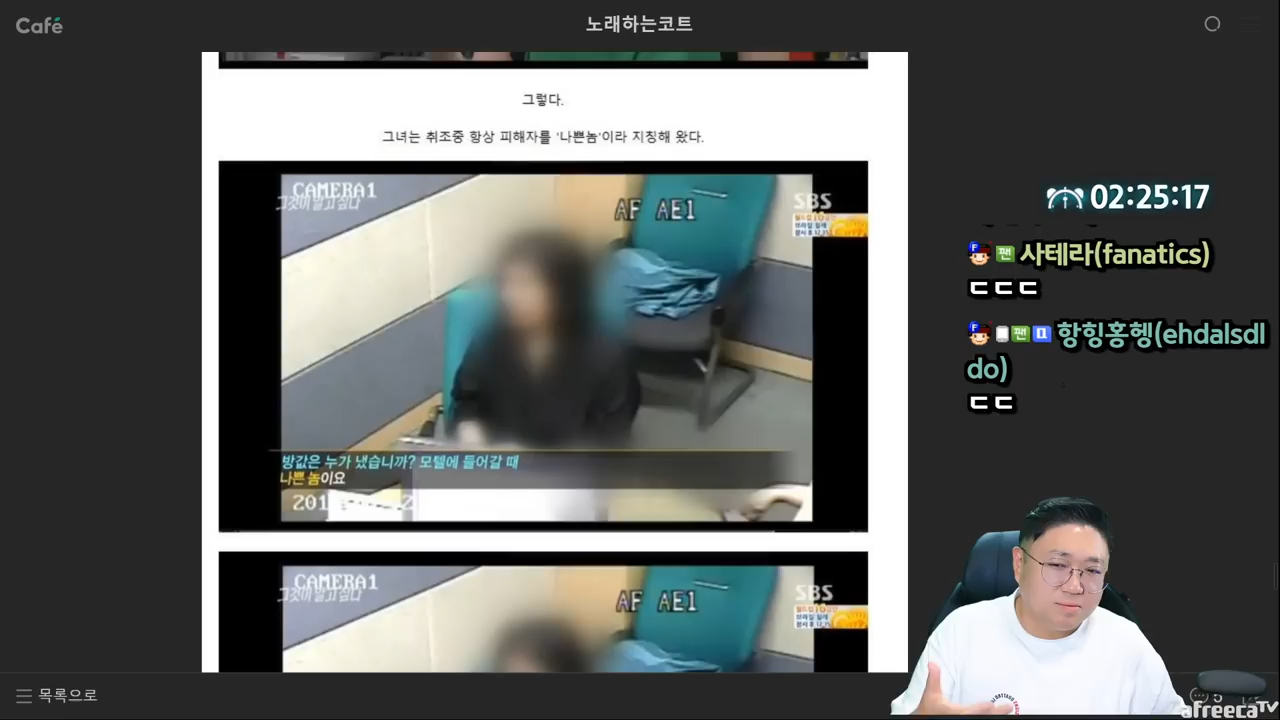 Café
노래하는코트
그렇다.
그녀는 취조중 항상 피해자를 '나쁜놈'이라 지칭해 왔다.
CAMERA1
그것이 알고 싶다
AF AE1
SBS
방값은 누가 냈습니까? 모텔에 들어갈 때
나쁜 놈이요
201
CAMERA1
그것이 알고 싶다
AF AE1
SBS
02:25:17
팬 사테라(fanatics)
ㄷㄷㄷ
팬 항힝홍헹(ehdalsdl
do)
ㄷㄷ
목록으로
5
afreecaTV